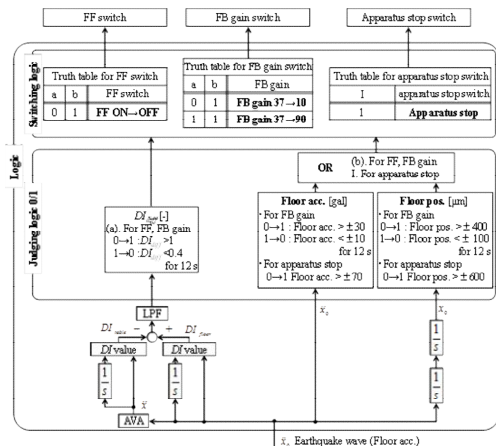 FF switch
FB gain switch
Apparatus stop switch
Logic
Switching logic
Truth table for FF switch
a b FF switch
0 1 FF ON→OFF
Truth table for FB gain switch
a b FB gain
0 1 FB gain 37→10
1 1 FB gain 37→90
Truth table for apparatus stop switch
I apparatus stop switch
1 Apparatus stop
Judging logic 0/1
OR
(b). For FF, FB gain
I. For apparatus stop
[-]
(a). For FF, FB gain
0→1 : >1
1→0 : <0.4
for 12 s
Floor acc. [gal]
・For FB gain
0→1 : Floor acc. >±30
1→0 : Floor acc. <±10
for 12 s
・For apparatus stop
0→1 Floor acc. >±70
Floor pos. [μm]
・For FB gain
0→1 : Floor pos. >±400
1→0 : Floor pos. <± 100
for 12 s
・For apparatus stop
0→1 Floor pos. >±600
LPF
DI table − + DI floor
ẍ₀
x₀
DI value
DI value
1/s
1/s
1/s
1/s
ẍ
AVA
ẍ₀ Earthquake wave (Floor acc.)